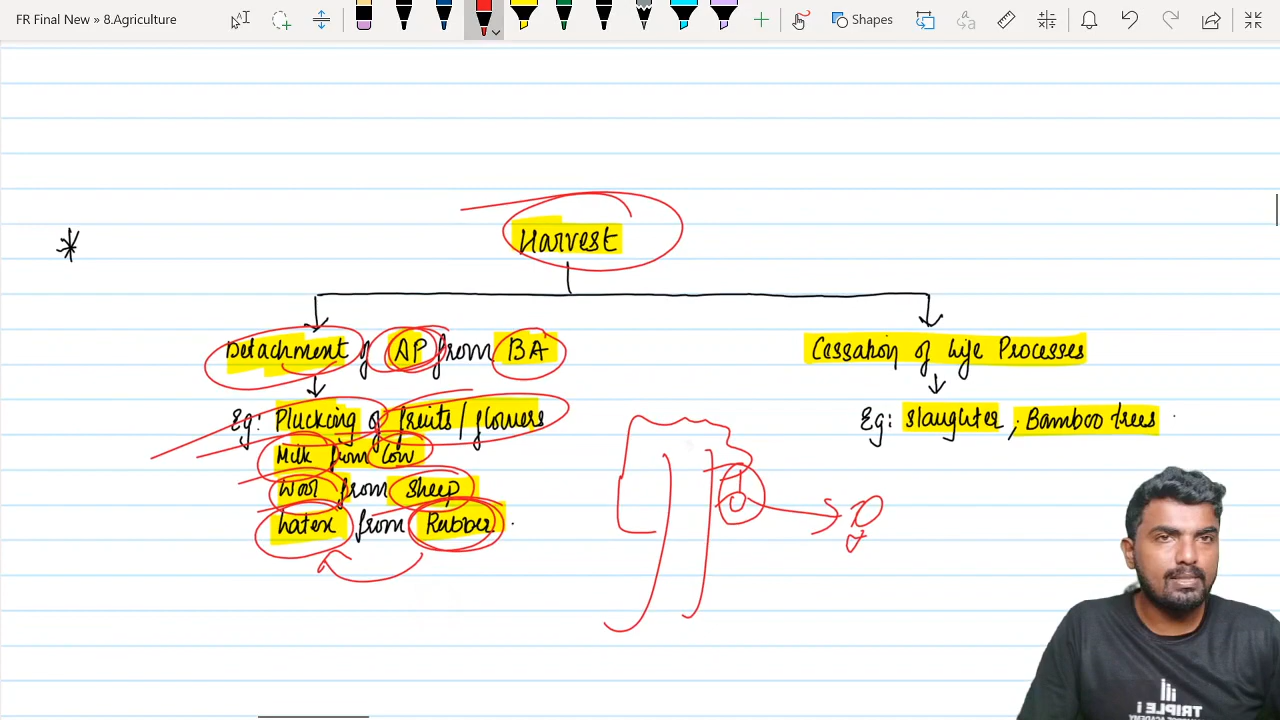 FR Final New » 8.Agriculture
Shapes
Harvest
Detachment of AP from BA
Cessation of Life Processes
Eg: Plucking of fruits / flowers
Eg: Slaughter ; Bamboo trees
Milk from Cow
Wool from Sheep
Latex from Rubber
TRIPLE i